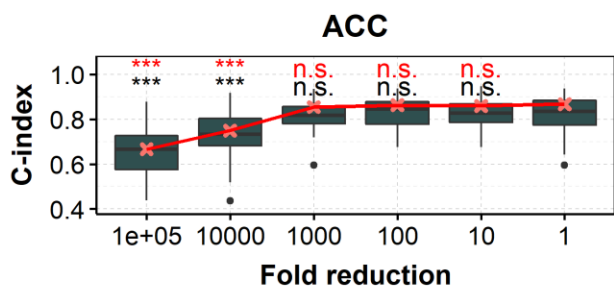 ACC
*** *** n.s. n.s. n.s.
*** *** n.s. n.s. n.s.
1.0
0.8
0.6
0.4
C-index
1e+05 10000 1000 100 10 1
Fold reduction